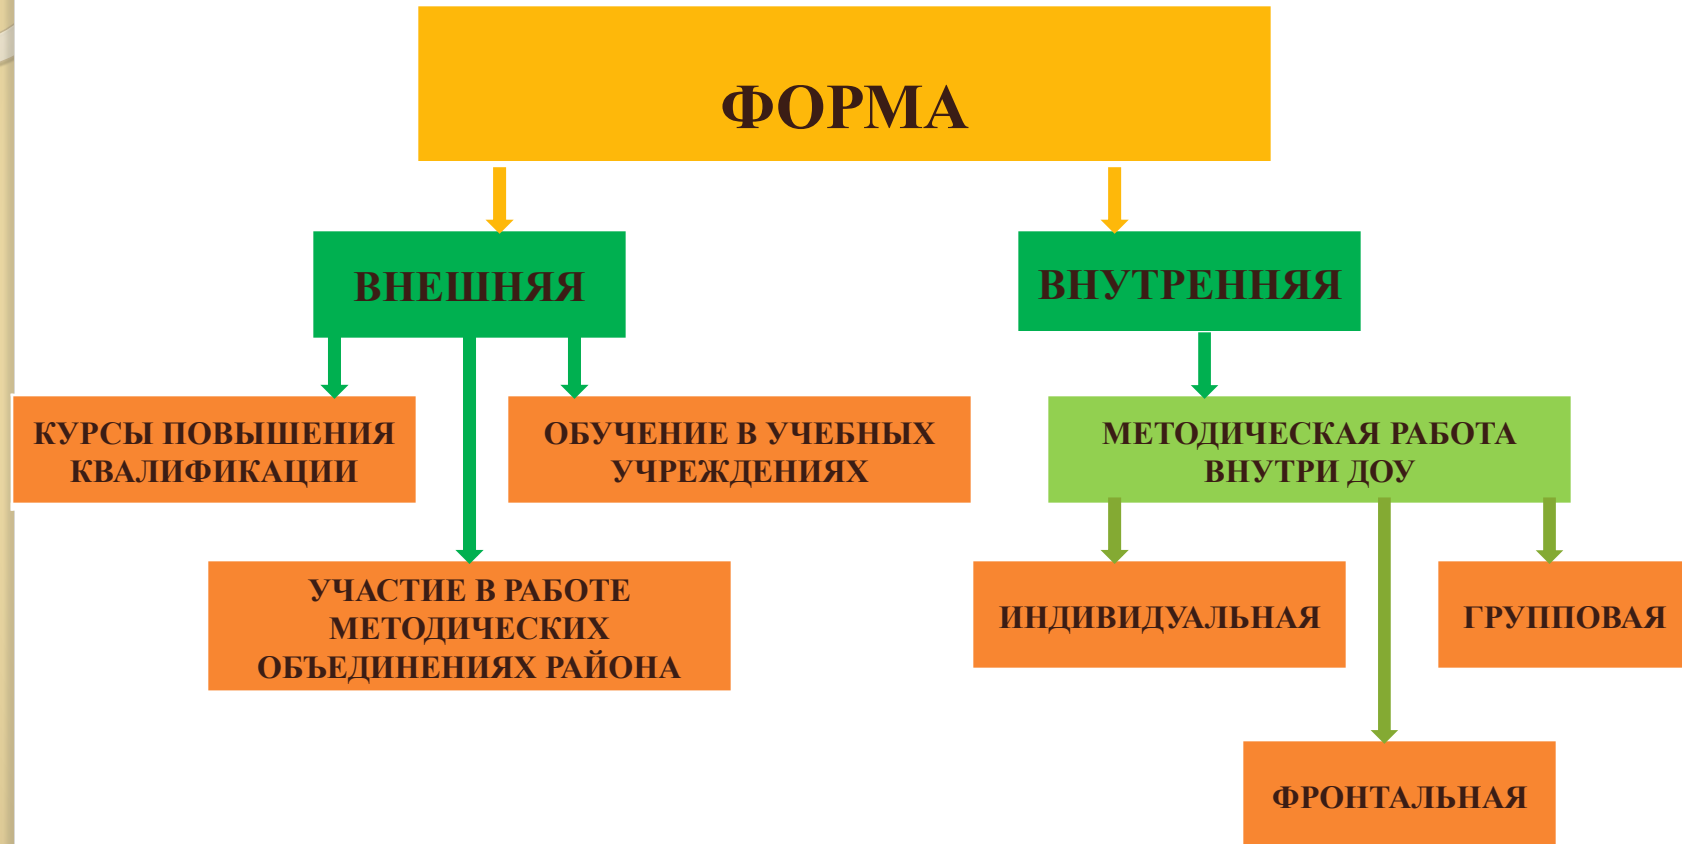 ФОРМА
ВНЕШНЯЯ
ВНУТРЕННЯЯ
КУРСЫ ПОВЫШЕНИЯ
КВАЛИФИКАЦИИ
ОБУЧЕНИЕ В УЧЕБНЫХ
УЧРЕЖДЕНИЯХ
МЕТОДИЧЕСКАЯ РАБОТА
ВНУТРИ ДОУ
УЧАСТИЕ В РАБОТЕ
МЕТОДИЧЕСКИХ
ОБЪЕДИНЕНИЯХ РАЙОНА
ИНДИВИДУАЛЬНАЯ
ГРУППОВАЯ
ФРОНТАЛЬНАЯ